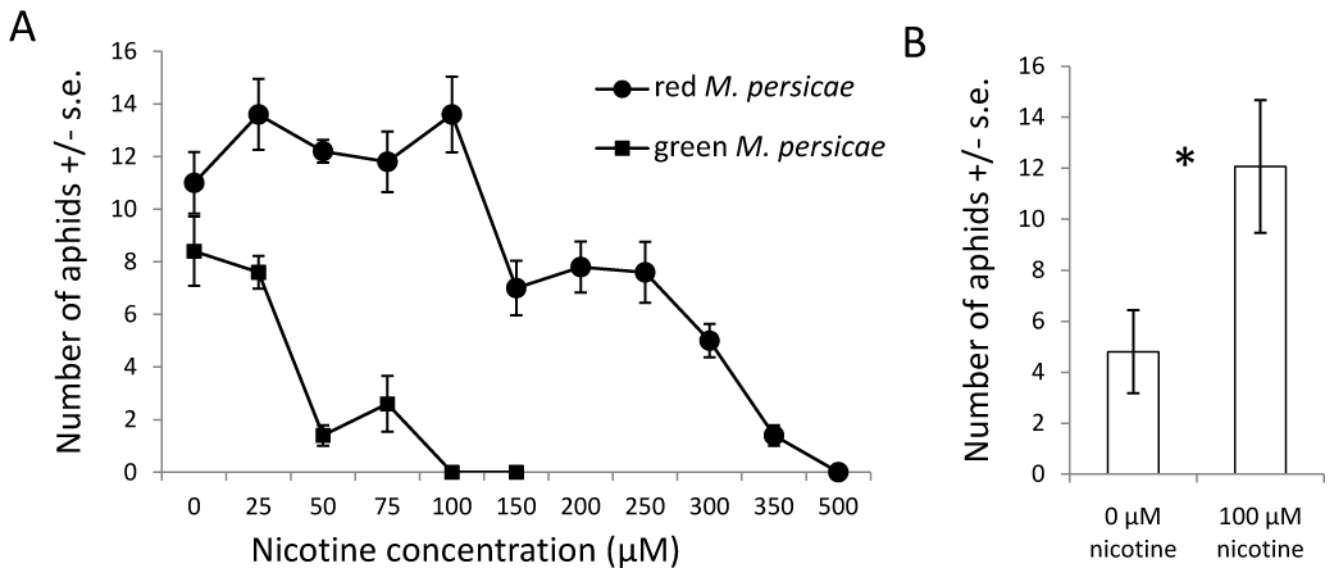 A
Number of aphids +/- s.e.
16
14
12
10
8
6
4
2
0
red M. persicae
green M. persicae
0 25 50 75 100 150 200 250 300 350 500
Nicotine concentration (µM)
B
Number of aphids +/- s.e.
16
14
12
10
8
6
4
2
0
*
0 µM
nicotine
100 µM
nicotine